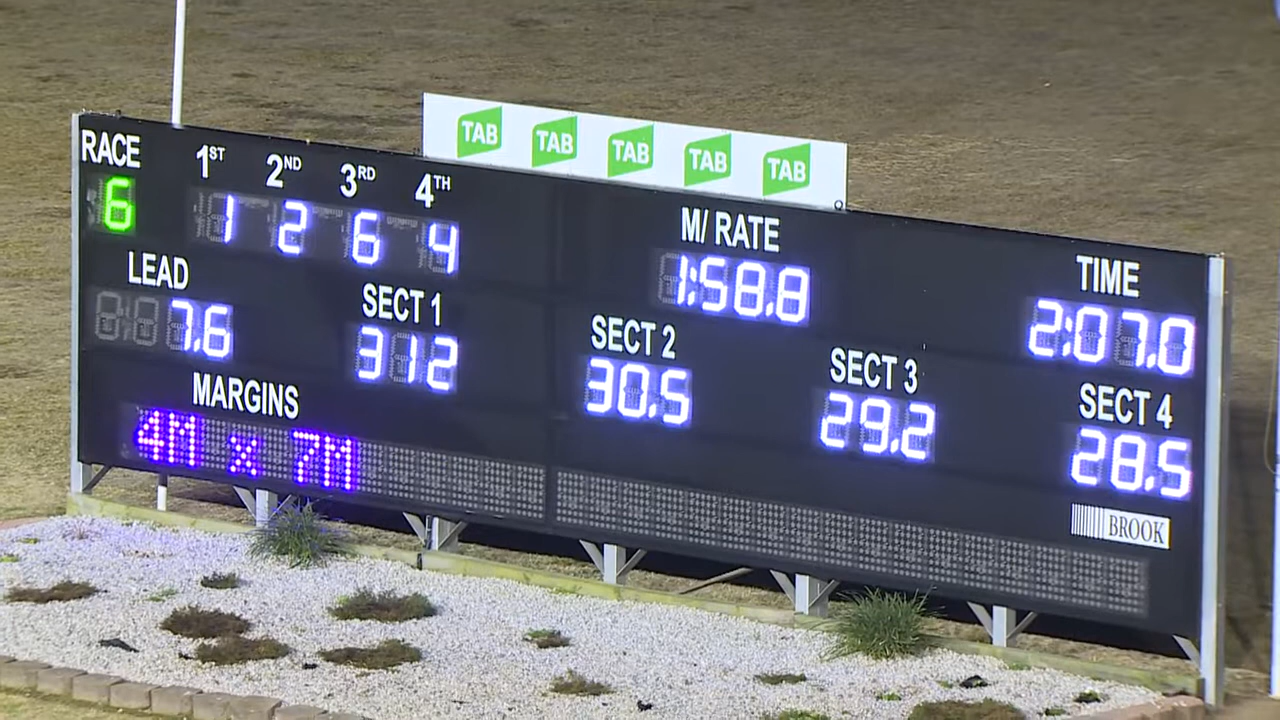 TAB TAB TAB TAB TAB
RACE 1ST 2ND 3RD 4TH
6 1 2 6 4
M/ RATE
1:58.8
TIME
2:07.0
LEAD
7.6
SECT 1
312
SECT 2
30.5
SECT 3
29.2
SECT 4
28.5
MARGINS
4M x 7M
BROOK